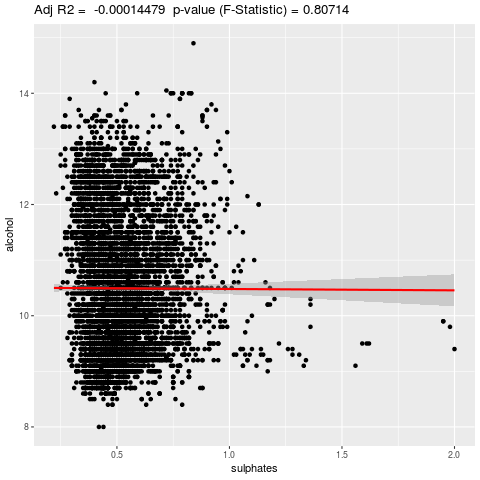 Adj R2 =  -0.00014479  p-value (F-Statistic) = 0.80714
14
12
10
8
alcohol
0.5 1.0 1.5 2.0
sulphates